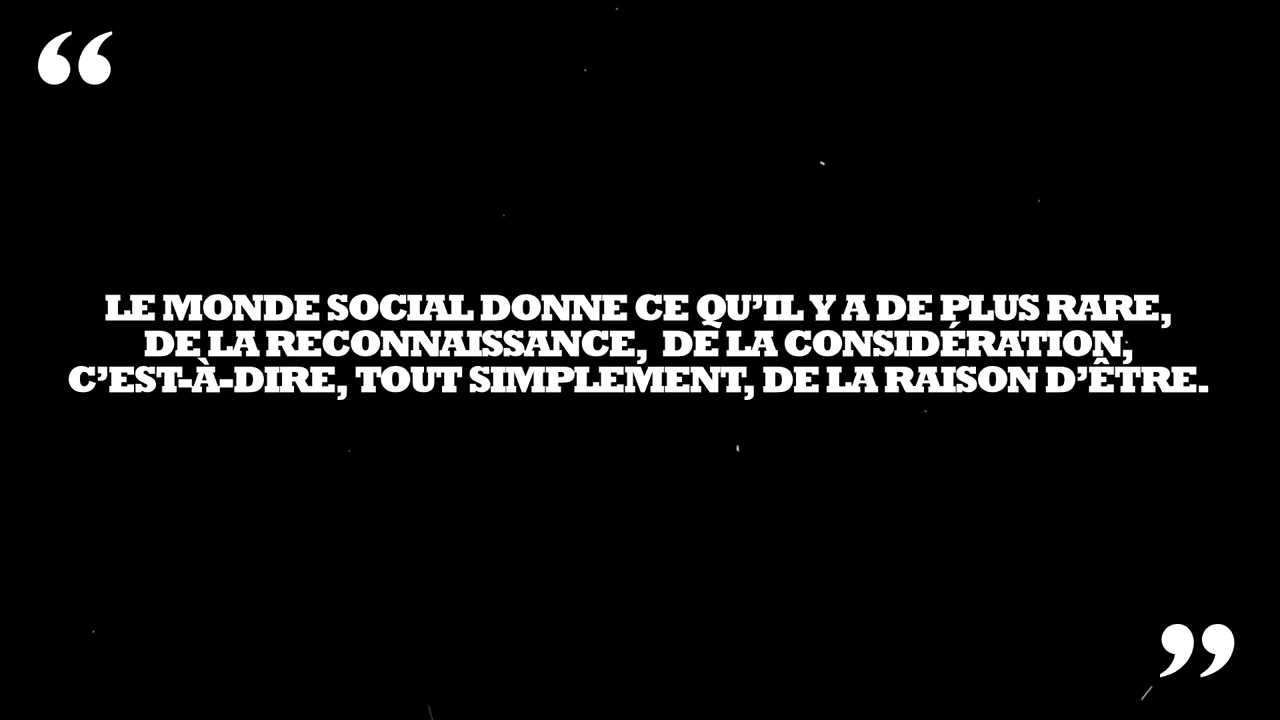 “
LE MONDE SOCIAL DONNE CE QU’IL Y A DE PLUS RARE,
DE LA RECONNAISSANCE,  DE LA CONSIDÉRATION,
C’EST-À-DIRE, TOUT SIMPLEMENT, DE LA RAISON D’ÊTRE.
”